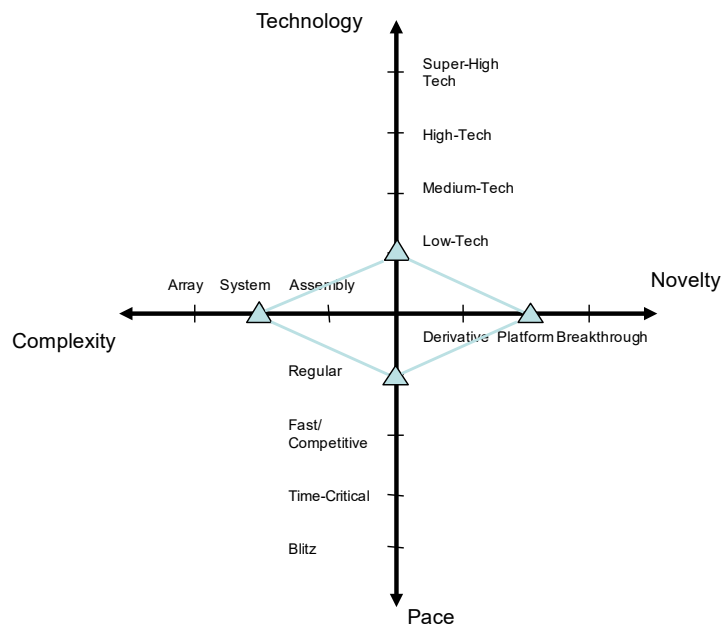 Technology
Super-High
Tech
High-Tech
Medium-Tech
Low-Tech
Array System Assembly
Novelty
Complexity
Derivative Platform Breakthrough
Regular
Fast/
Competitive
Time-Critical
Blitz
Pace